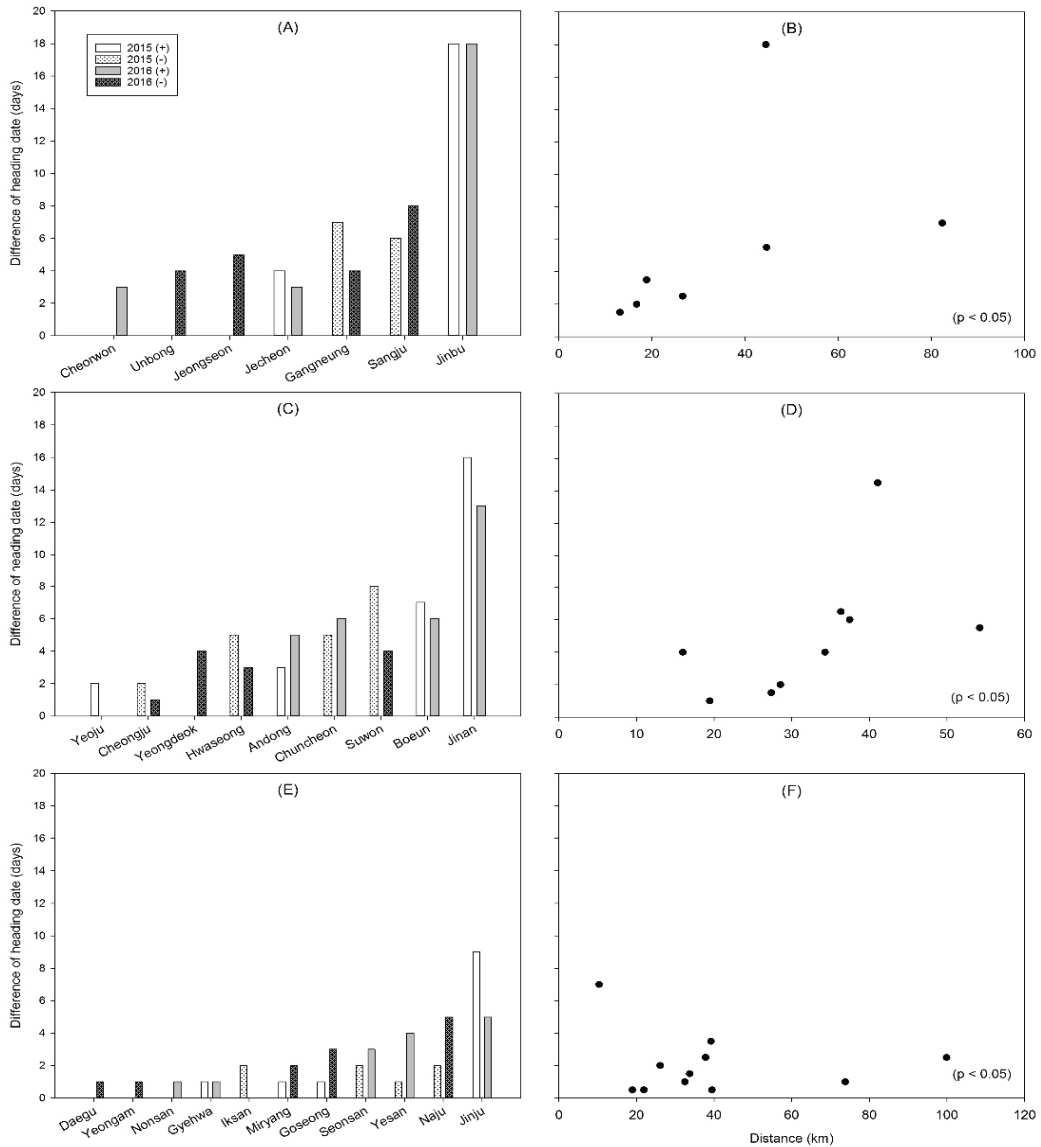 (A)
2015 (+)
2015 (-)
2016 (+)
2016 (-)
Difference of heading date (days)
20
18
16
14
12
10
8
6
4
2
0
Cheorwon
Unbong
Jeongseon
Jecheon
Gangneung
Sangju
Jinbu
(B)
(p < 0.05)
0
20
40
60
80
100
(C)
Difference of heading date (days)
20
18
16
14
12
10
8
6
4
2
0
Yeoju
Cheongju
Yeongdeok
Hwaseong
Andong
Chuncheon
Suwon
Boeun
Jinan
(D)
(p < 0.05)
0
10
20
30
40
50
60
(E)
Difference of heading date (days)
20
18
16
14
12
10
8
6
4
2
0
Daegu
Yeongam
Nonsan
Gyehwa
Iksan
Miryang
Goseong
Seonsan
Yesan
Naju
Jinju
(F)
(p < 0.05)
0
20
40
60
80
100
120
Distance (km)